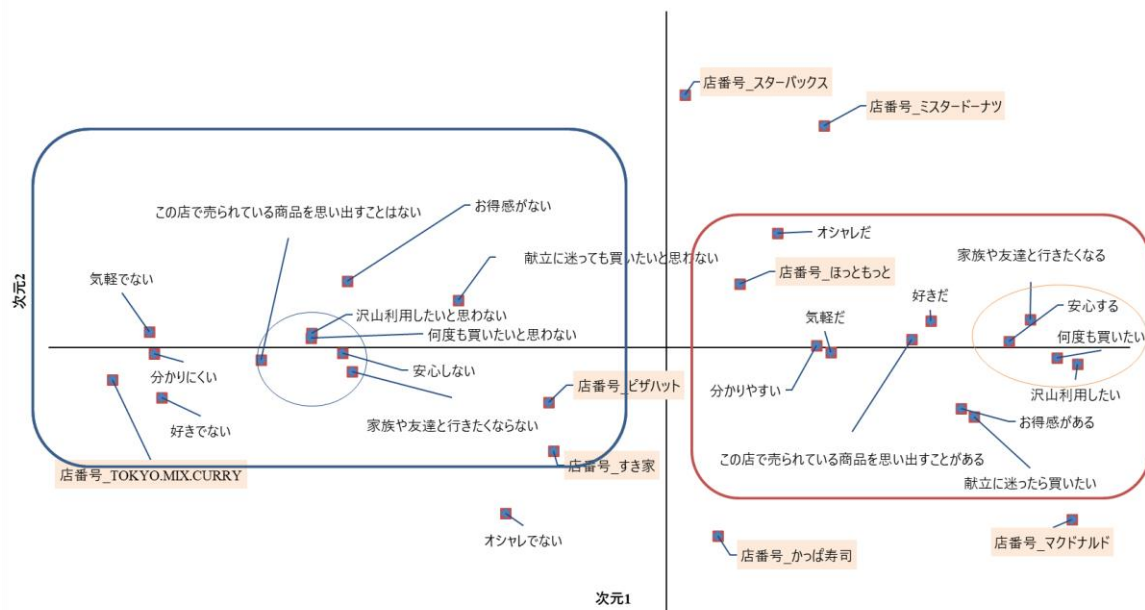 店番号_スターバックス
店番号_ミスタードーナツ
この店で売られている商品を思い出すことはない
お得感がない
オシャレだ
献立に迷っても買いたいと思わない
家族や友達と行きたくなる
次元2
気軽でない
店番号_ほっともっと
好きだ
安心する
沢山利用したいと思わない
気軽だ
何度も買いたい
何度も買いたいと思わない
分かりにくい
安心しない
分かりやすい
店番号_ピザハット
沢山利用したい
好きでない
家族や友達と行きたくならない
お得感がある
店番号_TOKYO.MIX.CURRY
店番号_すき家
この店で売られている商品を思い出すことがある
献立に迷ったら買いたい
オシャレでない
店番号_かっぱ寿司
店番号_マクドナルド
次元1